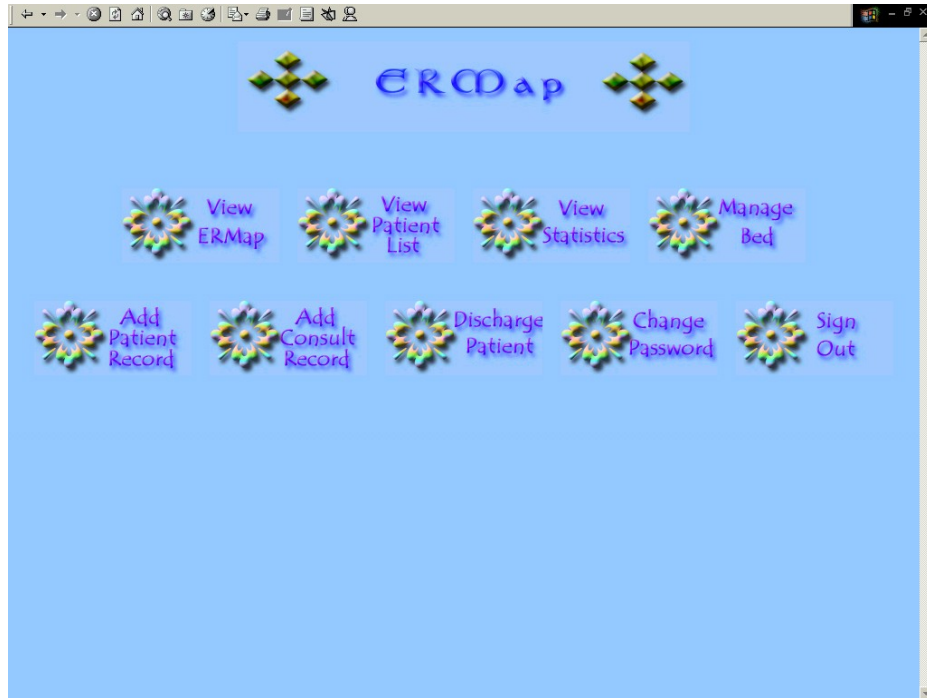 ERMap
View
ERMap
View
Patient
List
View
Statistics
Manage
Bed
Add
Patient
Record
Add
Consult
Record
Discharge
Patient
Change
Password
Sign
Out